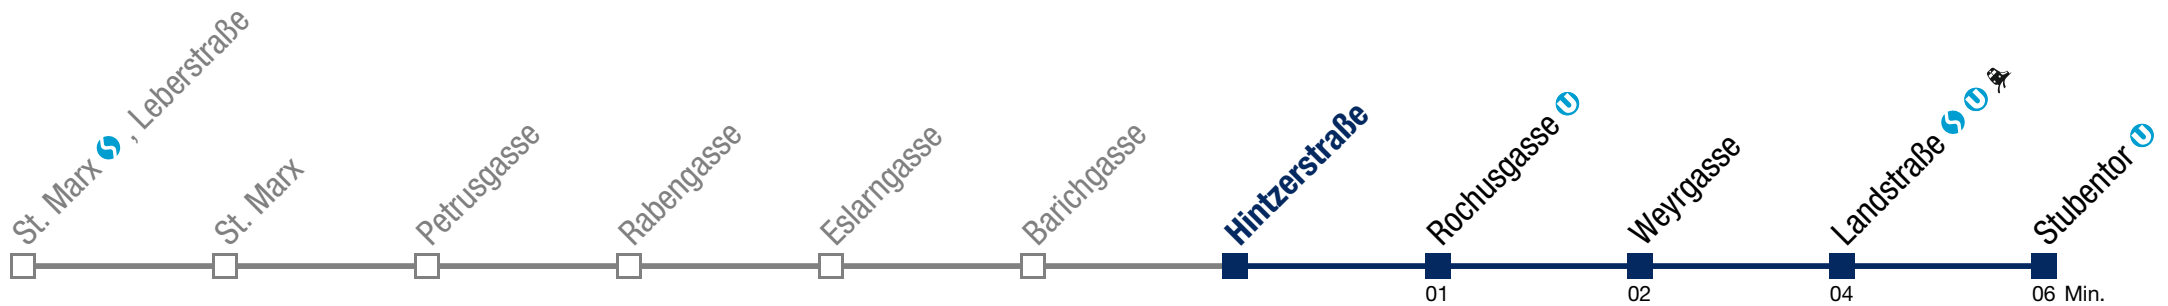 St. Marx S , Leberstraße
St. Marx
Petrusgasse
Rabengasse
Eslarngasse
Barichgasse
Hintzerstraße
Rochusgasse U
Weyrgasse
Landstraße S U
Stubentor U
01
02
04
06 Min.